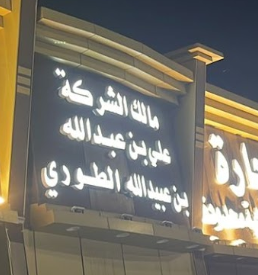 مالك الشركة
علي بن عبدالله
بن عبيدالله الطوري